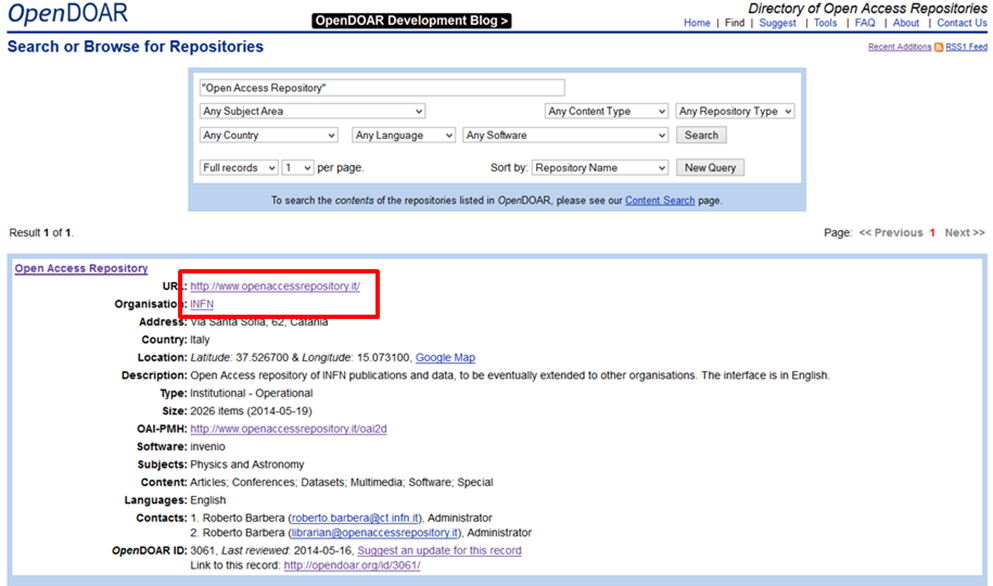 OpenDOAR
OpenDOAR Development Blog >
Directory of Open Access Repositories
Home | Find | Suggest | Tools | FAQ | About | Contact Us
Search or Browse for Repositories
Recent Additions RSS1 Feed
"Open Access Repository"
Any Subject Area Any Content Type Any Repository Type
Any Country Any Language Any Software Search
Full records 1 per page. Sort by: Repository Name New Query
To search the contents of the repositories listed in OpenDOAR, please see our Content Search page.
Result 1 of 1. Page: << Previous 1 Next >>
Open Access Repository
URL: http://www.openaccessrepository.it/
Organisation: INFN
Address: Via Santa Sofia, 62, Catania
Country: Italy
Location: Latitude: 37.526700 & Longitude: 15.073100, Google Map
Description: Open Access repository of INFN publications and data, to be eventually extended to other organisations. The interface is in English.
Type: Institutional - Operational
Size: 2026 items (2014-05-19)
OAI-PMH: http://www.openaccessrepository.it/oai2d
Software: invenio
Subjects: Physics and Astronomy
Content: Articles; Conferences; Datasets; Multimedia; Software; Special
Languages: English
Contacts: 1. Roberto Barbera (roberto.barbera@ct.infn.it), Administrator
2. Roberto Barbera (librarian@openaccessrepository.it), Administrator
OpenDOAR ID: 3061, Last reviewed: 2014-05-16, Suggest an update for this record
Link to this record: http://opendoar.org/id/3061/